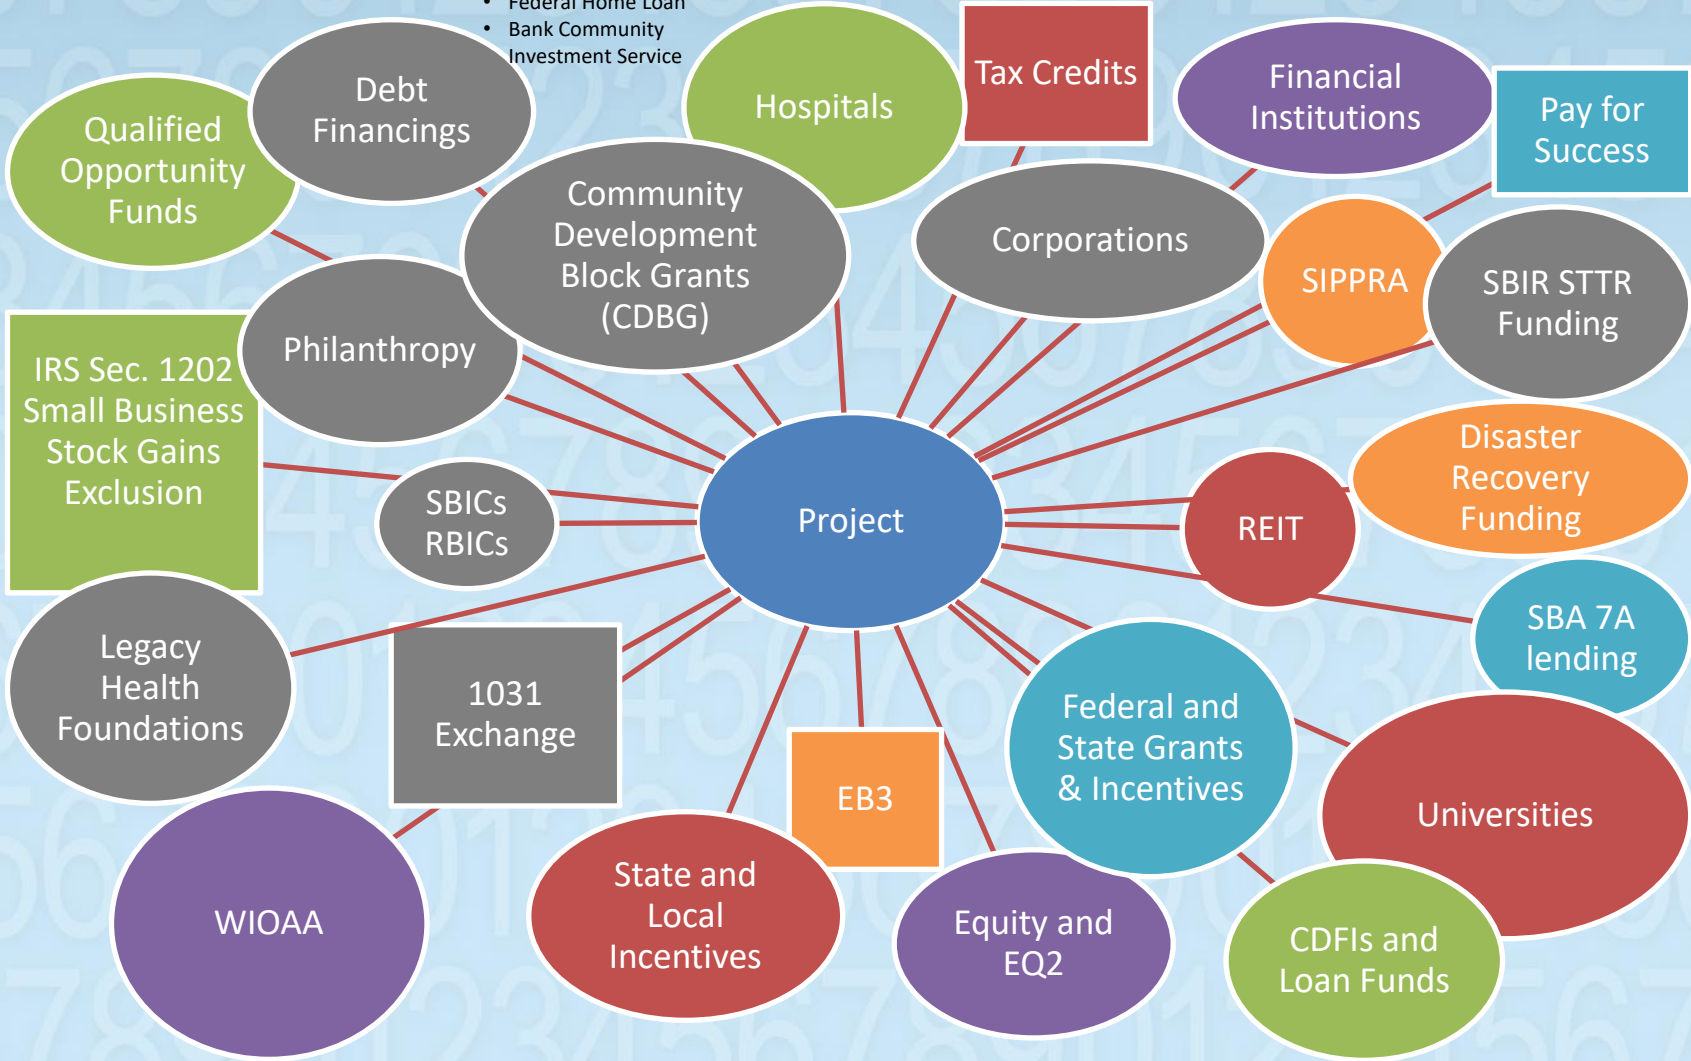 • Federal Home Loan
• Bank Community
Investment Service
Tax Credits
Financial
Institutions
Pay for
Success
Hospitals
Debt
Financings
Qualified
Opportunity
Funds
Community
Development
Block Grants
(CDBG)
Corporations
SIPPRA
SBIR STTR
Funding
Philanthropy
IRS Sec. 1202
Small Business
Stock Gains
Exclusion
SBICs
RBICs
Project
REIT
Disaster
Recovery
Funding
SBA 7A
lending
Legacy
Health
Foundations
1031
Exchange
EB3
Federal and
State Grants
& Incentives
Universities
WIOAA
State and
Local
Incentives
Equity and
EQ2
CDFIs and
Loan Funds